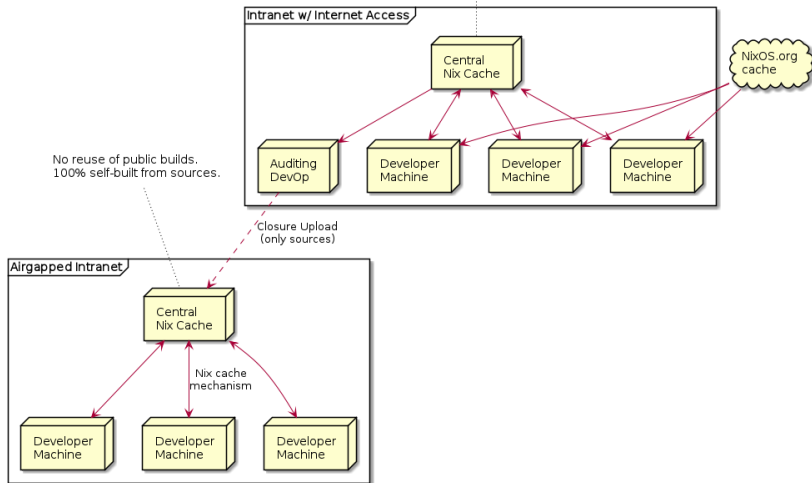 Intranet w/ Internet Access
Central
Nix Cache
NixOS.org
cache
Auditing
DevOp
Developer
Machine
Developer
Machine
Developer
Machine
No reuse of public builds.
100% self-built from sources.
Closure Upload
(only sources)
Airgapped Intranet
Central
Nix Cache
Nix cache
mechanism
Developer
Machine
Developer
Machine
Developer
Machine